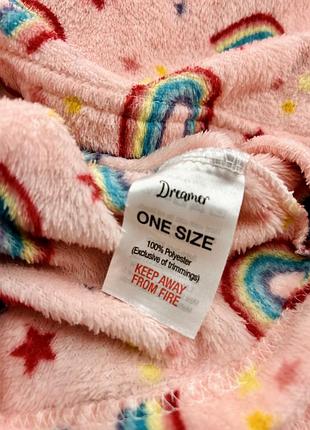 Dreamer
ONE SIZE
100% Polyester
(Exclusive of trimmings)
KEEP AWAY
FROM FIRE